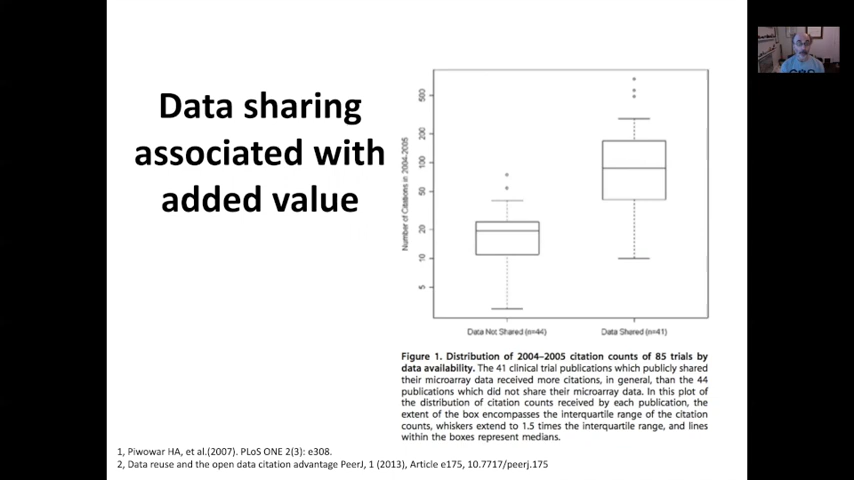 Data sharing
associated with
added value
Number of Citations in 2004-2005
500
200
100
50
20
10
5
Data Not Shared (n=44)
Data Shared (n=41)
Figure 1. Distribution of 2004–2005 citation counts of 85 trials by
data availability. The 41 clinical trial publications which publicly shared
their microarray data received more citations, in general, than the 44
publications which did not share their microarray data. In this plot of
the distribution of citation counts received by each publication, the
extent of the box encompasses the interquartile range of the citation
counts, whiskers extend to 1.5 times the interquartile range, and lines
within the boxes represent medians.
1, Piwowar HA, et al.(2007). PLoS ONE 2(3): e308.
2, Data reuse and the open data citation advantage PeerJ, 1 (2013), Article e175, 10.7717/peerj.175